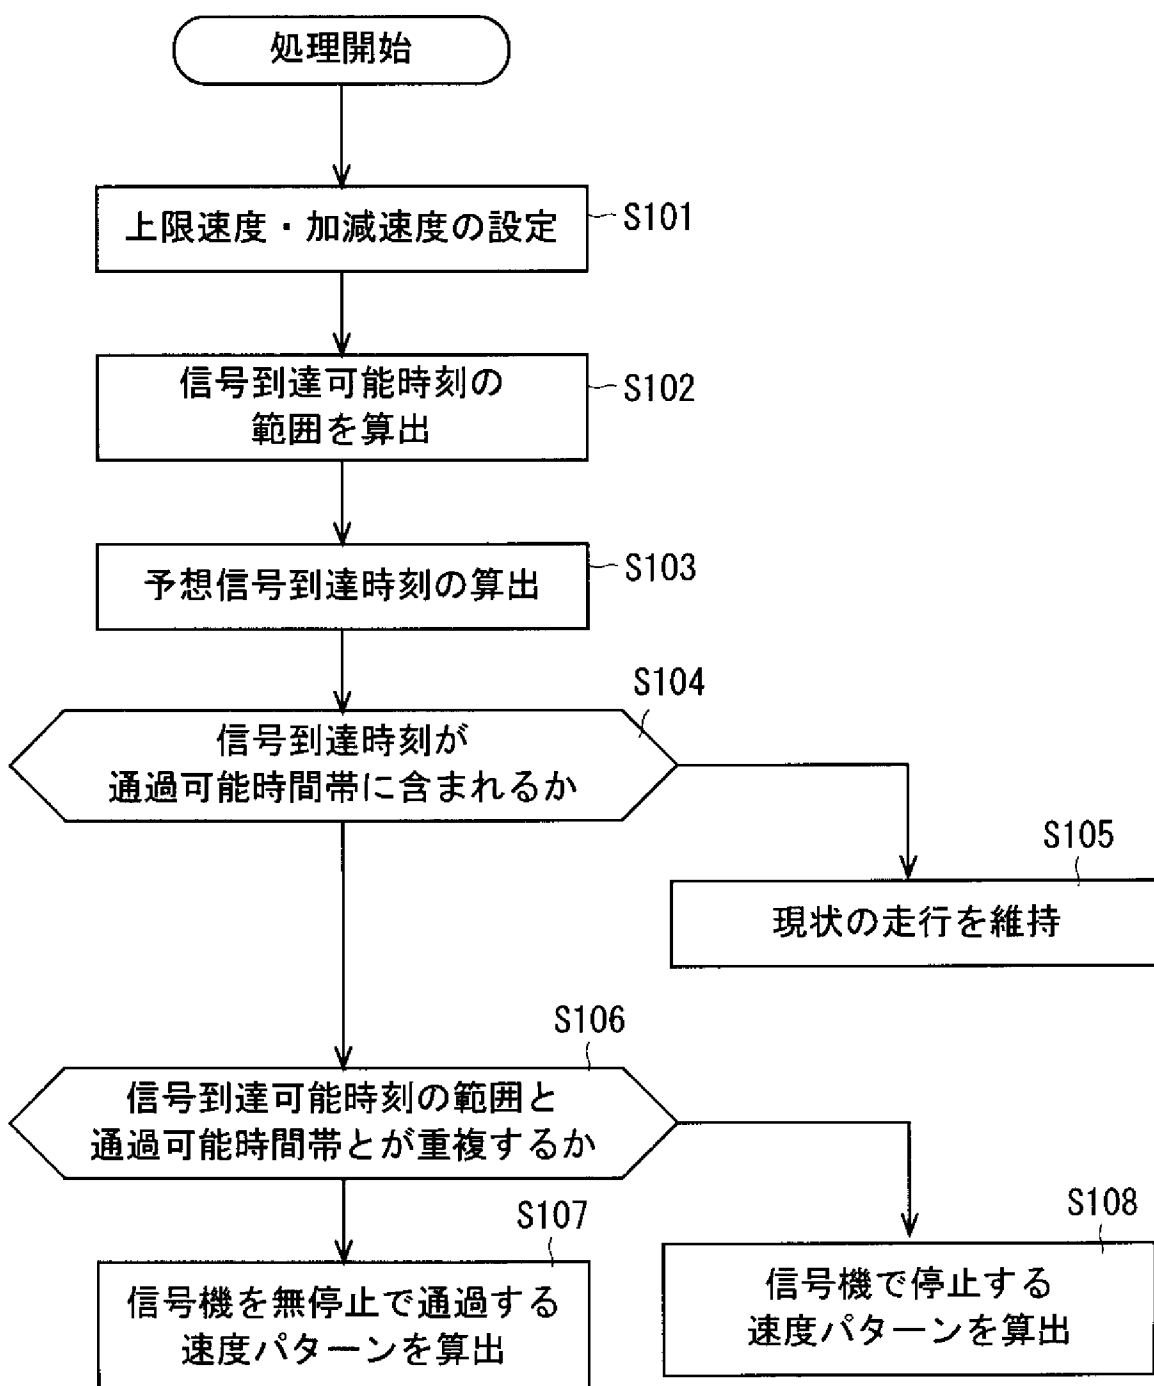 処理開始
上限速度・加減速度の設定
S101
信号到達可能時刻の
範囲を算出
S102
予想信号到達時刻の算出
S103
S104
信号到達時刻が
通過可能時間帯に含まれるか
S105
現状の走行を維持
S106
信号到達可能時刻の範囲と
通過可能時間帯とが重複するか
S107
信号機を無停止で通過する
速度パターンを算出
S108
信号機で停止する
速度パターンを算出